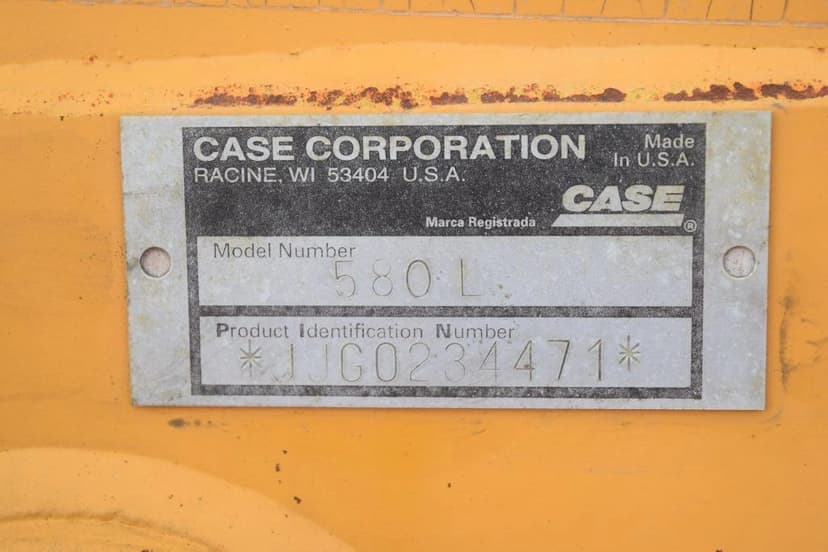 CASE CORPORATION
RACINE, WI 53404 U.S.A.
Made
In U.S.A.
CASE
Marca Registrada
®
Model Number
580 L
Product Identification Number
*JJG0234471*